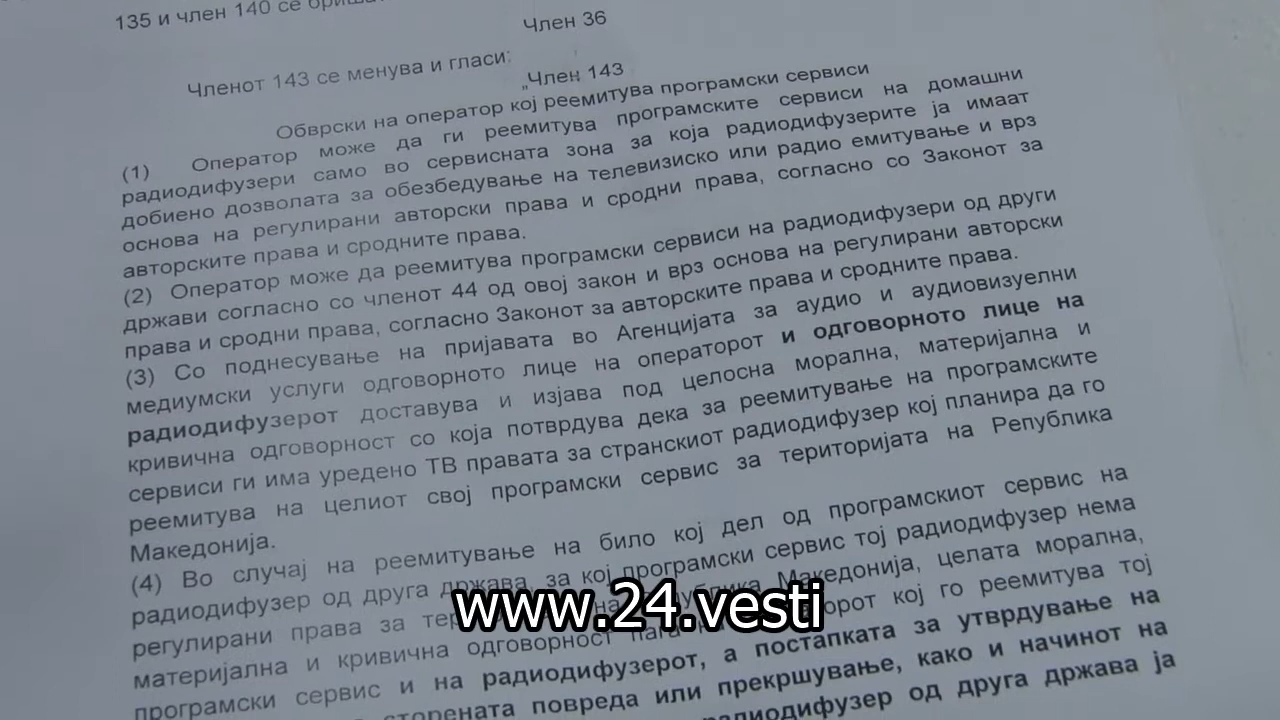 135 и член 140 се бришат
Член 36
Членот 143 се менува и гласи:
„Член 143
Обврски на оператор кој реемитува програмски сервиси
(1) Оператор може да ги реемитува програмските сервиси на домашни
радиодифузери само во сервисната зона за која радиодифузерите ја имаат
добиено дозволата за обезбедување на телевизиско или радио емитување и врз
основа на регулирани авторски права и сродни права, согласно со Законот за
авторските права и сродните права.
(2) Оператор може да реемитува програмски сервиси на радиодифузери од други
држави согласно со членот 44 од овој закон и врз основа на регулирани авторски
права и сродни права, согласно Законот за авторските права и сродните права.
(3) Со поднесување на пријавата во Агенцијата за аудио и аудиовизуелни
медиумски услуги одговорното лице на операторот и одговорното лице на
радиодифузерот доставува и изјава под целосна морална, материјална и
кривична одговорност со која потврдува дека за реемитување на програмските
сервиси ги има уредено ТВ правата за странскиот радиодифузер кој планира да го
реемитува на целиот свој програмски сервис за територијата на Република
Македонија.
(4) Во случај на реемитување на било кој дел од програмскиот сервис на
радиодифузер од друга држава, за кој програмски сервис тој радиодифузер нема
регулирани права за на Македонија, целата морална,
материјална и кривична одговорност кој го реемитува тој
програмски сервис и на радиодифузерот, а постапката за утврдување на
сторената повреда или прекршување, како и начинот на
од друга држава ја
www.24.vesti